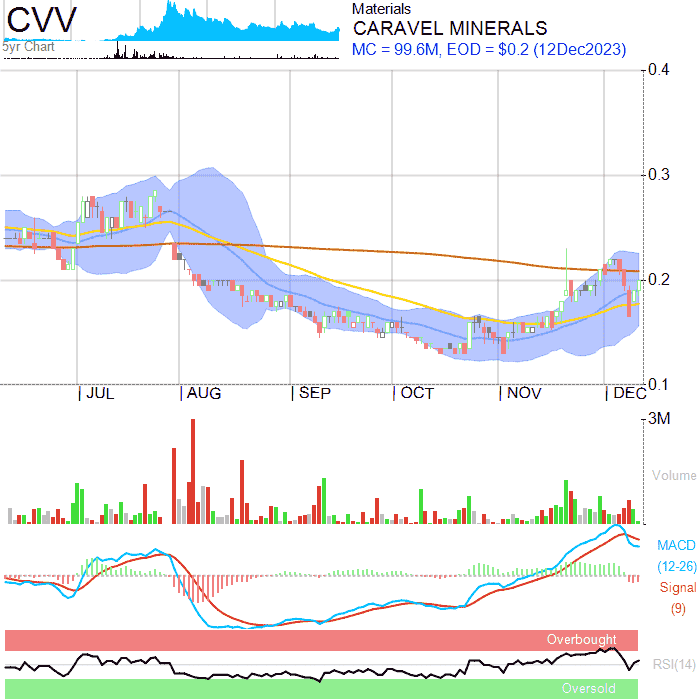 CVV
5yr Chart
Materials
CARAVEL MINERALS
MC = 99.6M, EOD = $0.2 (12Dec2023)
0.4
0.3
0.2
0.1
JUL AUG SEP OCT NOV DEC
3M
Volume
MACD
(12-26)
Signal
(9)
Overbought
RSI(14)
Oversold